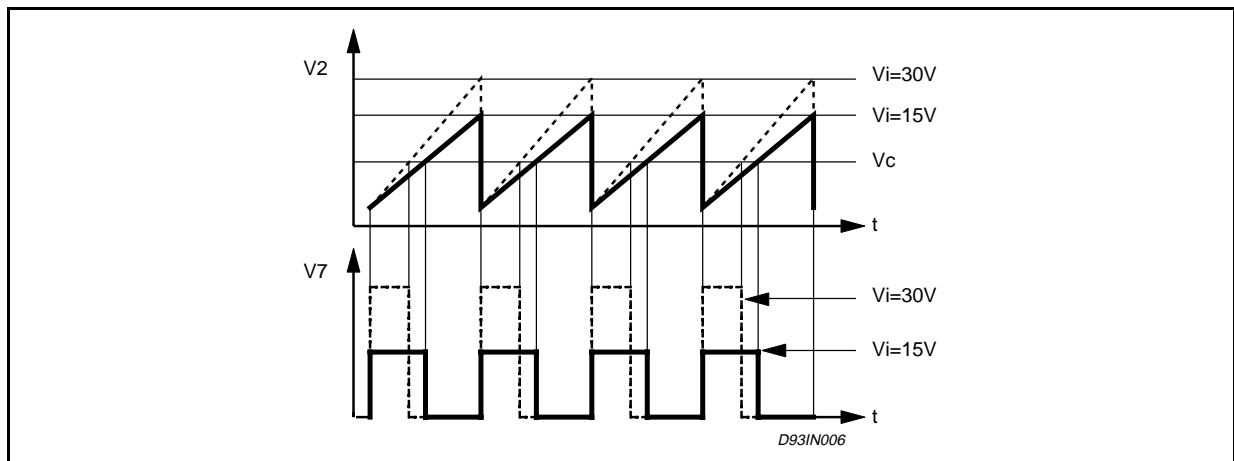 V2
Vi=30V
Vi=15V
Vc
t
V7
Vi=30V
Vi=15V
t
D93IN006